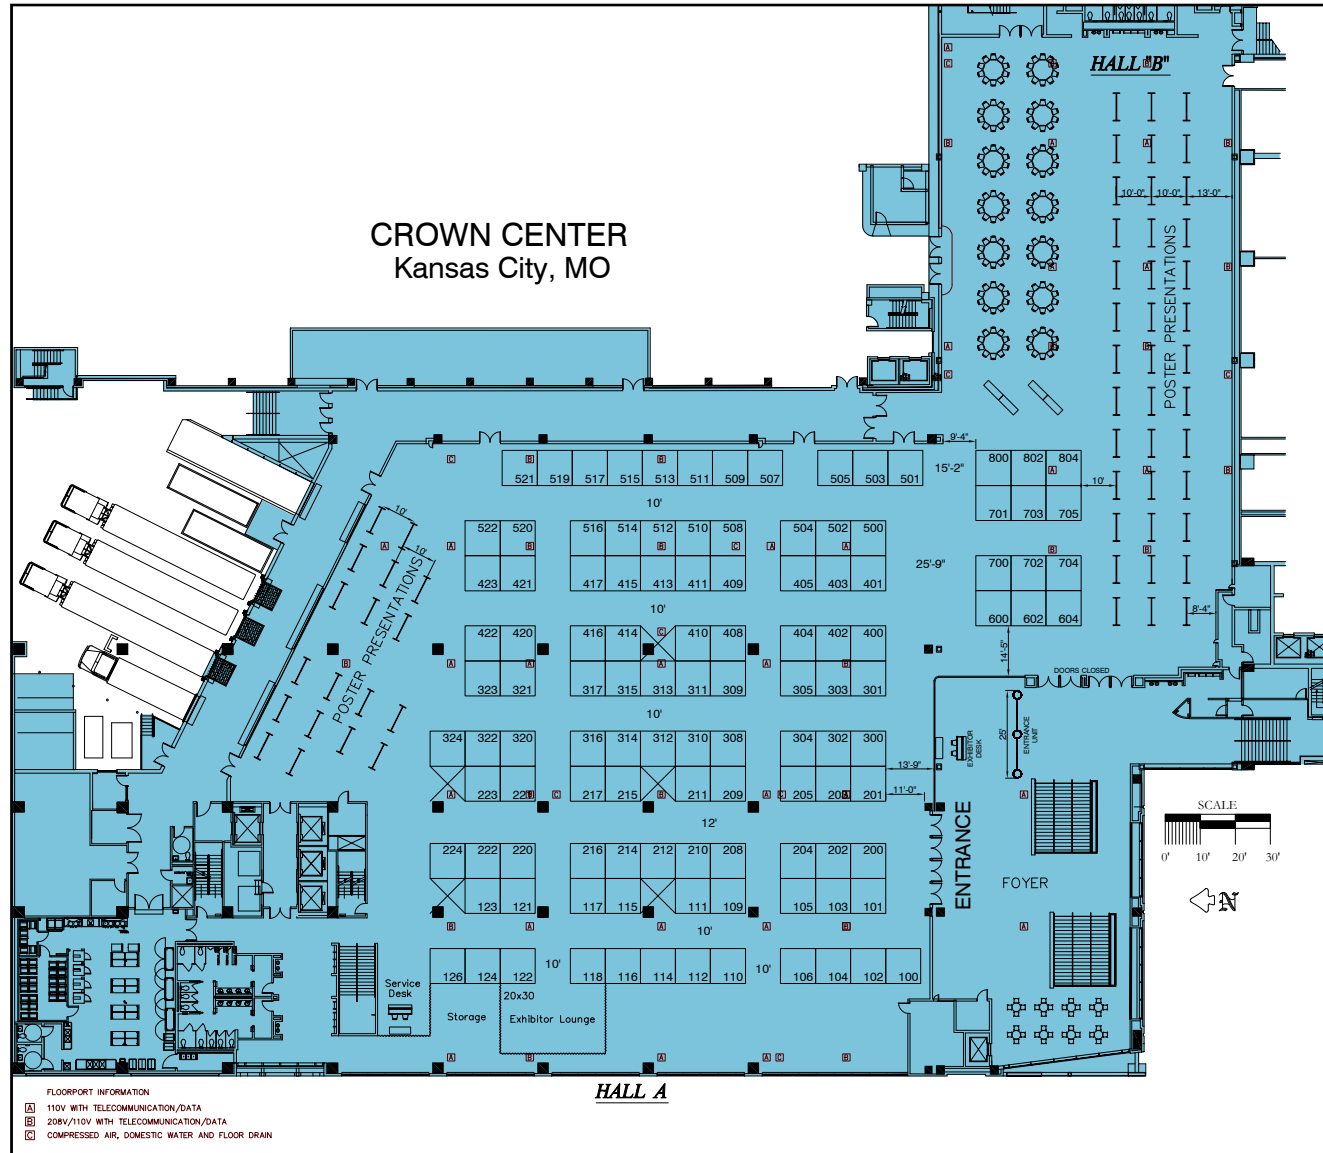 HALL "B"
CROWN CENTER
Kansas City, MO
10'-0" 10'-0" 13'-0"
POSTER PRESENTATIONS
9'-4"
15'-2"
10'
800 802 804
701 703 705
521 519 517 515 513 511 509 507 505 503 501
10'
10'
10'
POSTER PRESENTATIONS
522 520 516 514 512 510 508 504 502 500
423 421 417 415 413 411 409 405 403 401
25'-9"
700 702 704
600 602 604
10'
8'-4"
14'-5"
422 420 416 414 410 408 404 402 400
323 321 317 315 313 311 309 305 303 301
DOORS CLOSED
10'
324 322 320 316 314 312 310 308 304 302 300
223 221 217 215 211 209 205 203 201
13'-9"
11'-0"
25'
EXHIBITOR
DESK
ENTRANCE
UNIT
12'
ENTRANCE
FOYER
SCALE
0' 10' 20' 30'
N
224 222 220 216 214 212 210 208 204 202 200
123 121 117 115 111 109 105 103 101
10'
10'
10'
126 124 122 118 116 114 112 110 106 104 102 100
Service
Desk
Storage
20x30
Exhibitor Lounge
HALL A
FLOORPORT INFORMATION
A 110V WITH TELECOMMUNICATION/DATA
B 208V/110V WITH TELECOMMUNICATION/DATA
C COMPRESSED AIR, DOMESTIC WATER AND FLOOR DRAIN